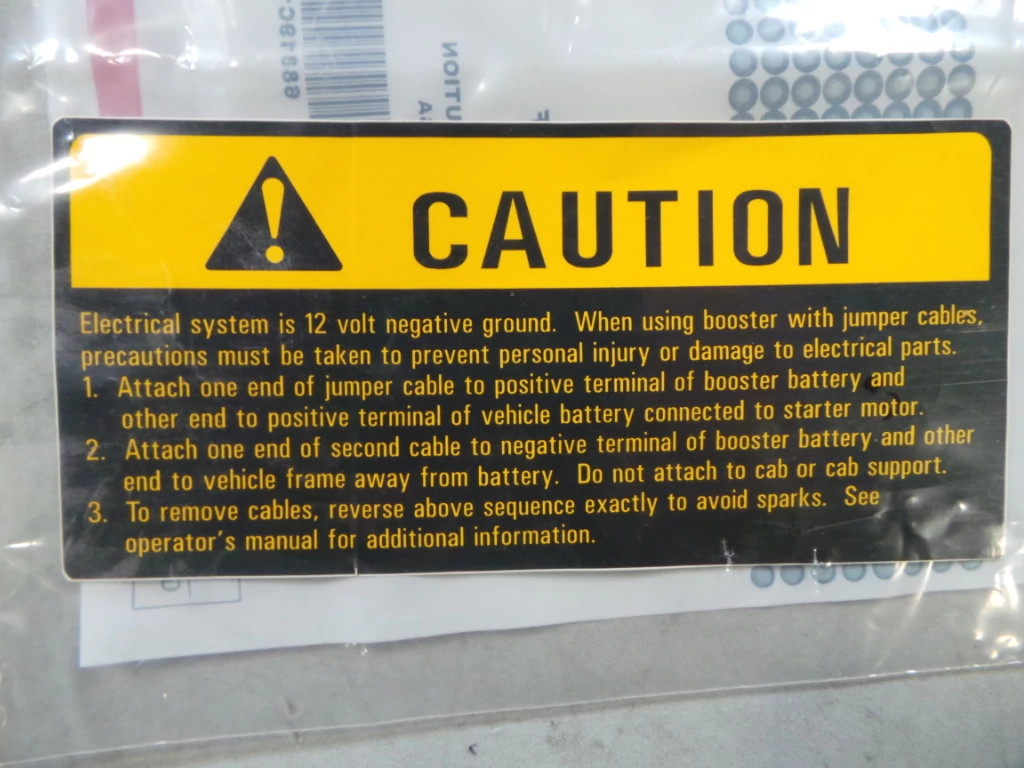 CAUTION
Electrical system is 12 volt negative ground. When using booster with jumper cables,
precautions must be taken to prevent personal injury or damage to electrical parts.
1. Attach one end of jumper cable to positive terminal of booster battery and
other end to positive terminal of vehicle battery connected to starter motor.
2. Attach one end of second cable to negative terminal of booster battery and other
end to vehicle frame away from battery. Do not attach to cab or cab support.
3. To remove cables, reverse above sequence exactly to avoid sparks. See
operator's manual for additional information.